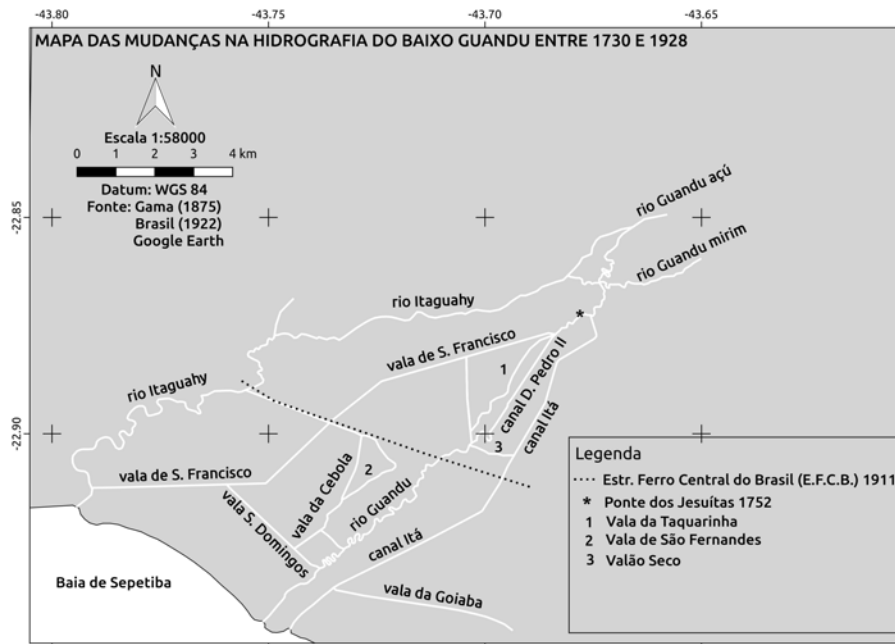 -43.80
-43.75
-43.70
-43.65
MAPA DAS MUDANÇAS NA HIDROGRAFIA DO BAIXO GUANDU ENTRE 1730 E 1928
N
Escala 1:58000
0 1 2 3 4 km
Datum: WGS 84
Fonte: Gama (1875)
Brasil (1922)
Google Earth
-22.85
-22.90
rio Guandu açú
rio Guandu mirim
rio Itaguahy
*
vala de S. Francisco
1
canal D. Pedro II
rio Itaguahy
canal Itá
3
vala de S. Francisco
vala da Cebola
2
rio Guandu
vala S. Domingos
canal Itá
Baia de Sepetiba
vala da Goiaba
Legenda
Estr. Ferro Central do Brasil (E.F.C.B.) 1911
* Ponte dos Jesuítas 1752
1 Vala da Taquarinha
2 Vala de São Fernandes
3 Valão Seco